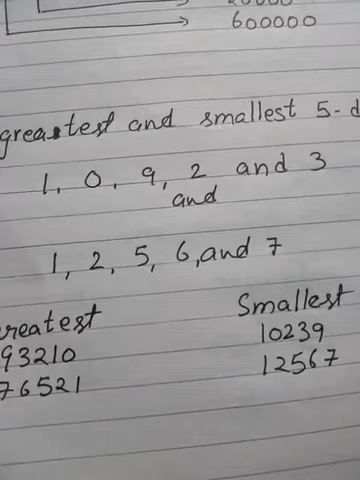 600000
greatest and smallest 5-d
1, 0, 9, 2 and 3
and
1, 2, 5, 6, and 7
reatest Smallest
93210 10239
76521 12567